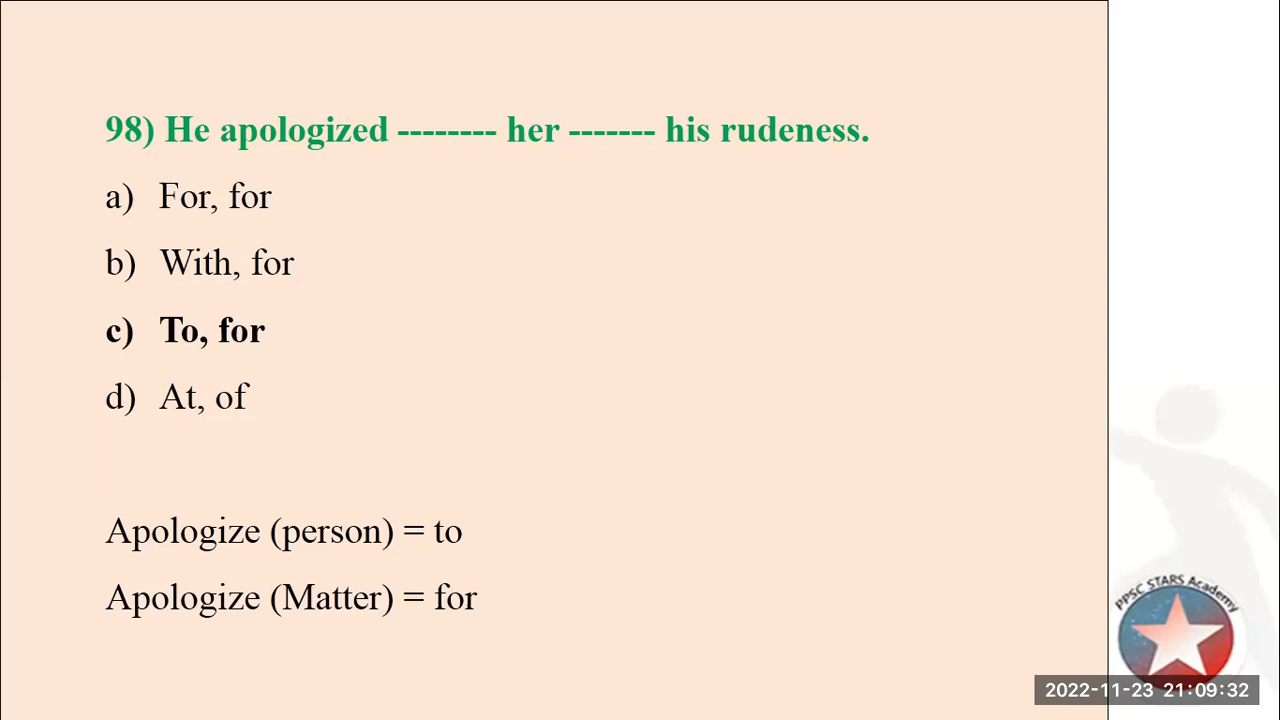 98) He apologized -------- her ------- his rudeness.
a) For, for
b) With, for
c) To, for
d) At, of
Apologize (person) = to
Apologize (Matter) = for
PPSC STARS Academy
2022-11-23 21:09:32